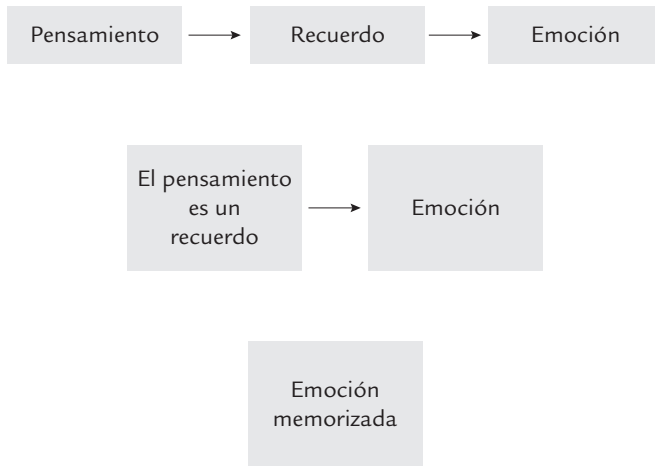 Pensamiento
Recuerdo
Emoción
El pensamiento
es un
recuerdo
Emoción
Emoción
memorizada